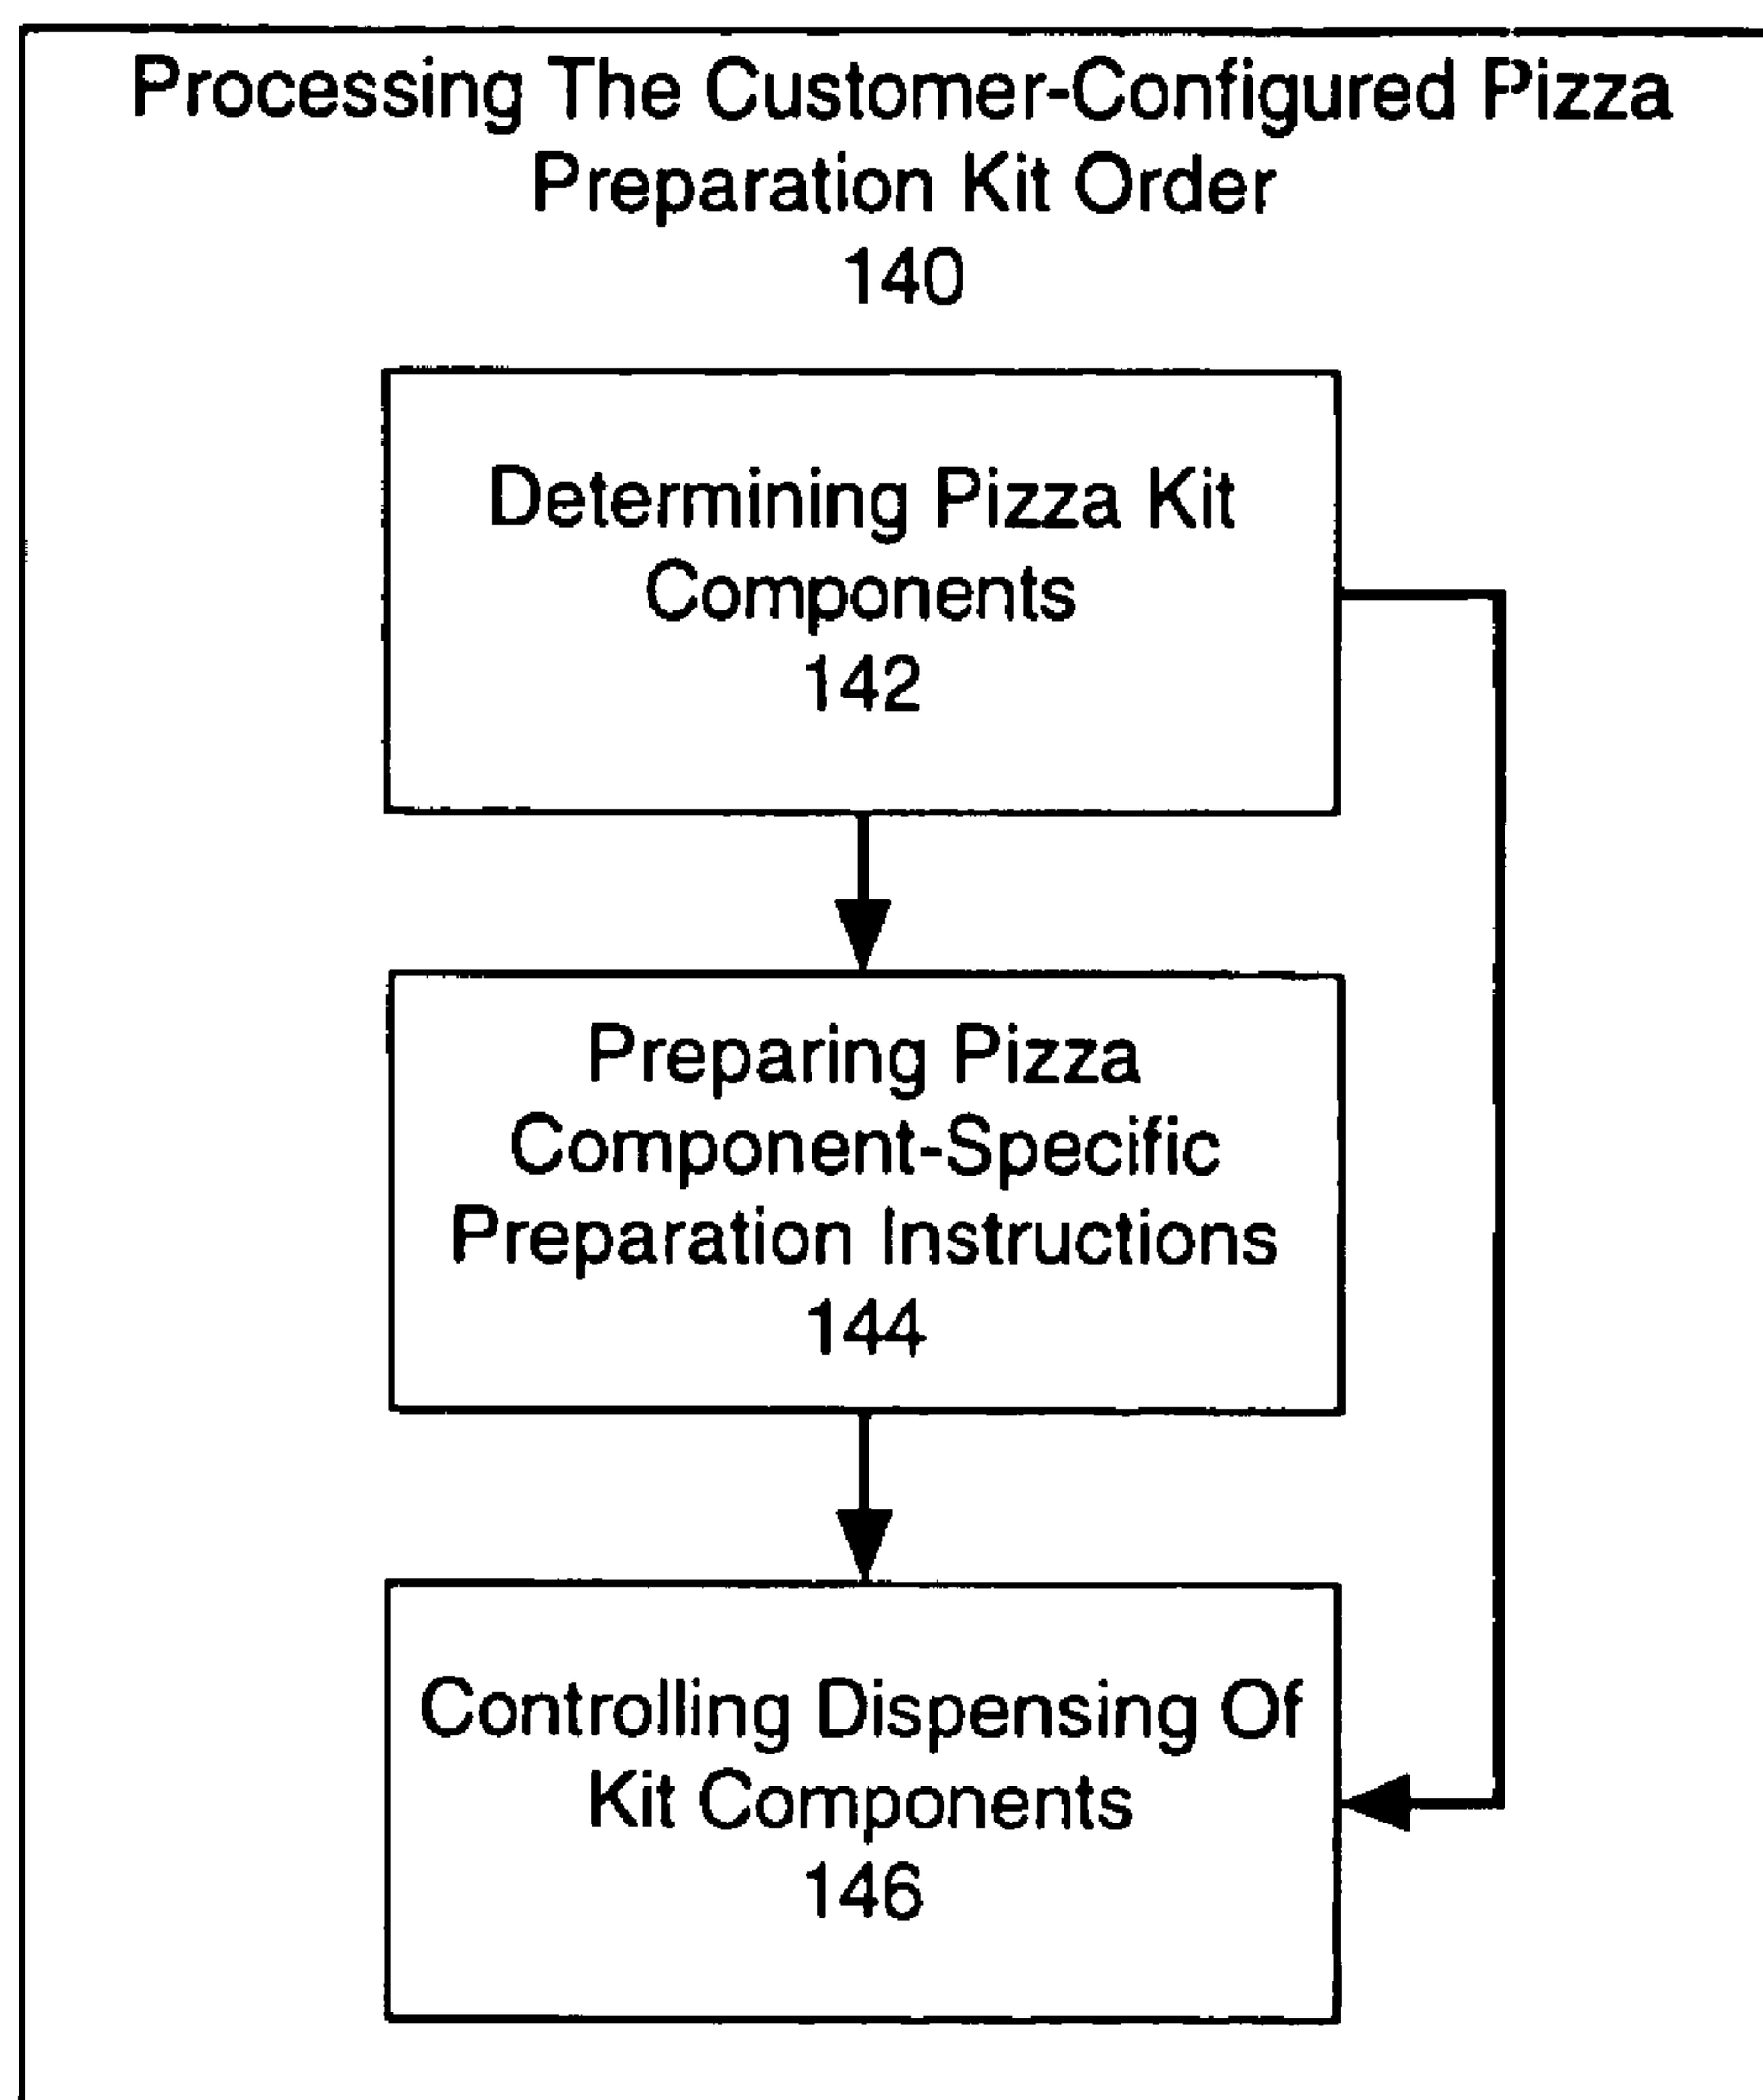 Processing The Customer-Configured Pizza
Preparation Kit Order
140
Determining Pizza Kit
Components
142
Preparing Pizza
Component-Specific
Preparation Instructions
144
Controlling Dispensing Of
Kit Components
146